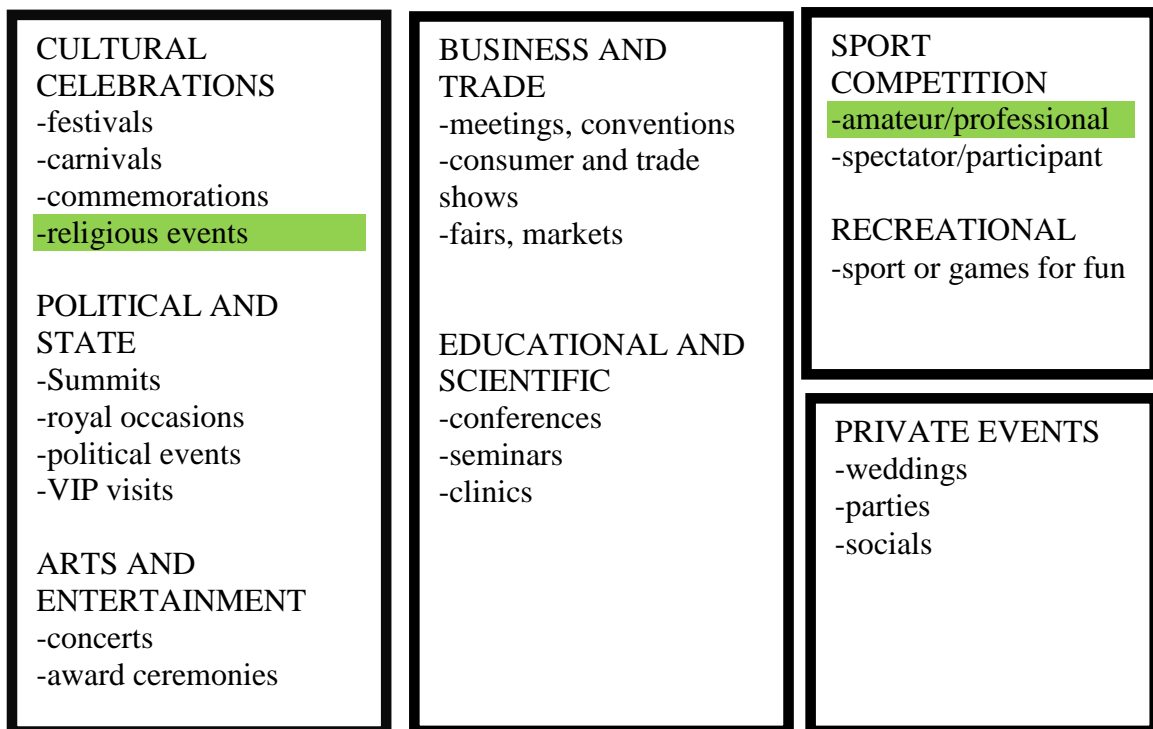 CULTURAL
CELEBRATIONS
-festivals
-carnivals
-commemorations
-religious events
POLITICAL AND
STATE
-Summits
-royal occasions
-political events
-VIP visits
ARTS AND
ENTERTAINMENT
-concerts
-award ceremonies
BUSINESS AND
TRADE
-meetings, conventions
-consumer and trade
shows
-fairs, markets
EDUCATIONAL AND
SCIENTIFIC
-conferences
-seminars
-clinics
SPORT
COMPETITION
-amateur/professional
-spectator/participant
RECREATIONAL
-sport or games for fun
PRIVATE EVENTS
-weddings
-parties
-socials